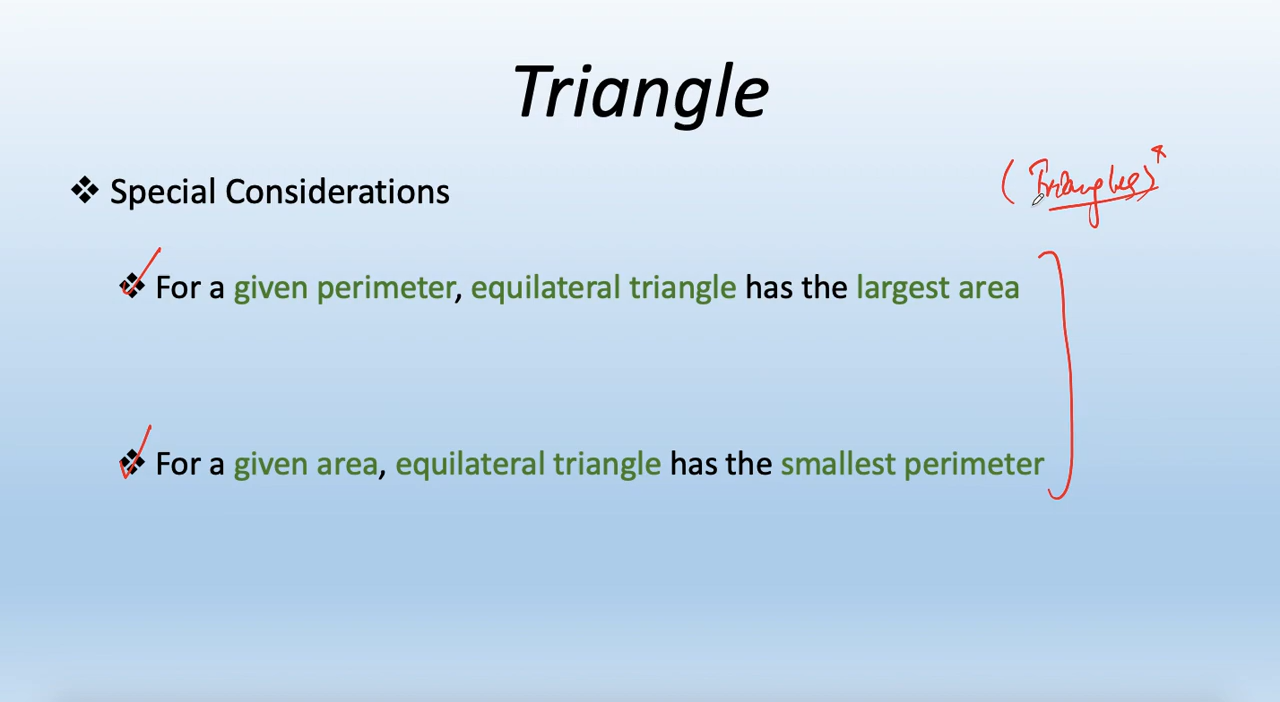 Triangle
❖ Special Considerations
(Triangles)*
❖ For a given perimeter, equilateral triangle has the largest area
❖ For a given area, equilateral triangle has the smallest perimeter